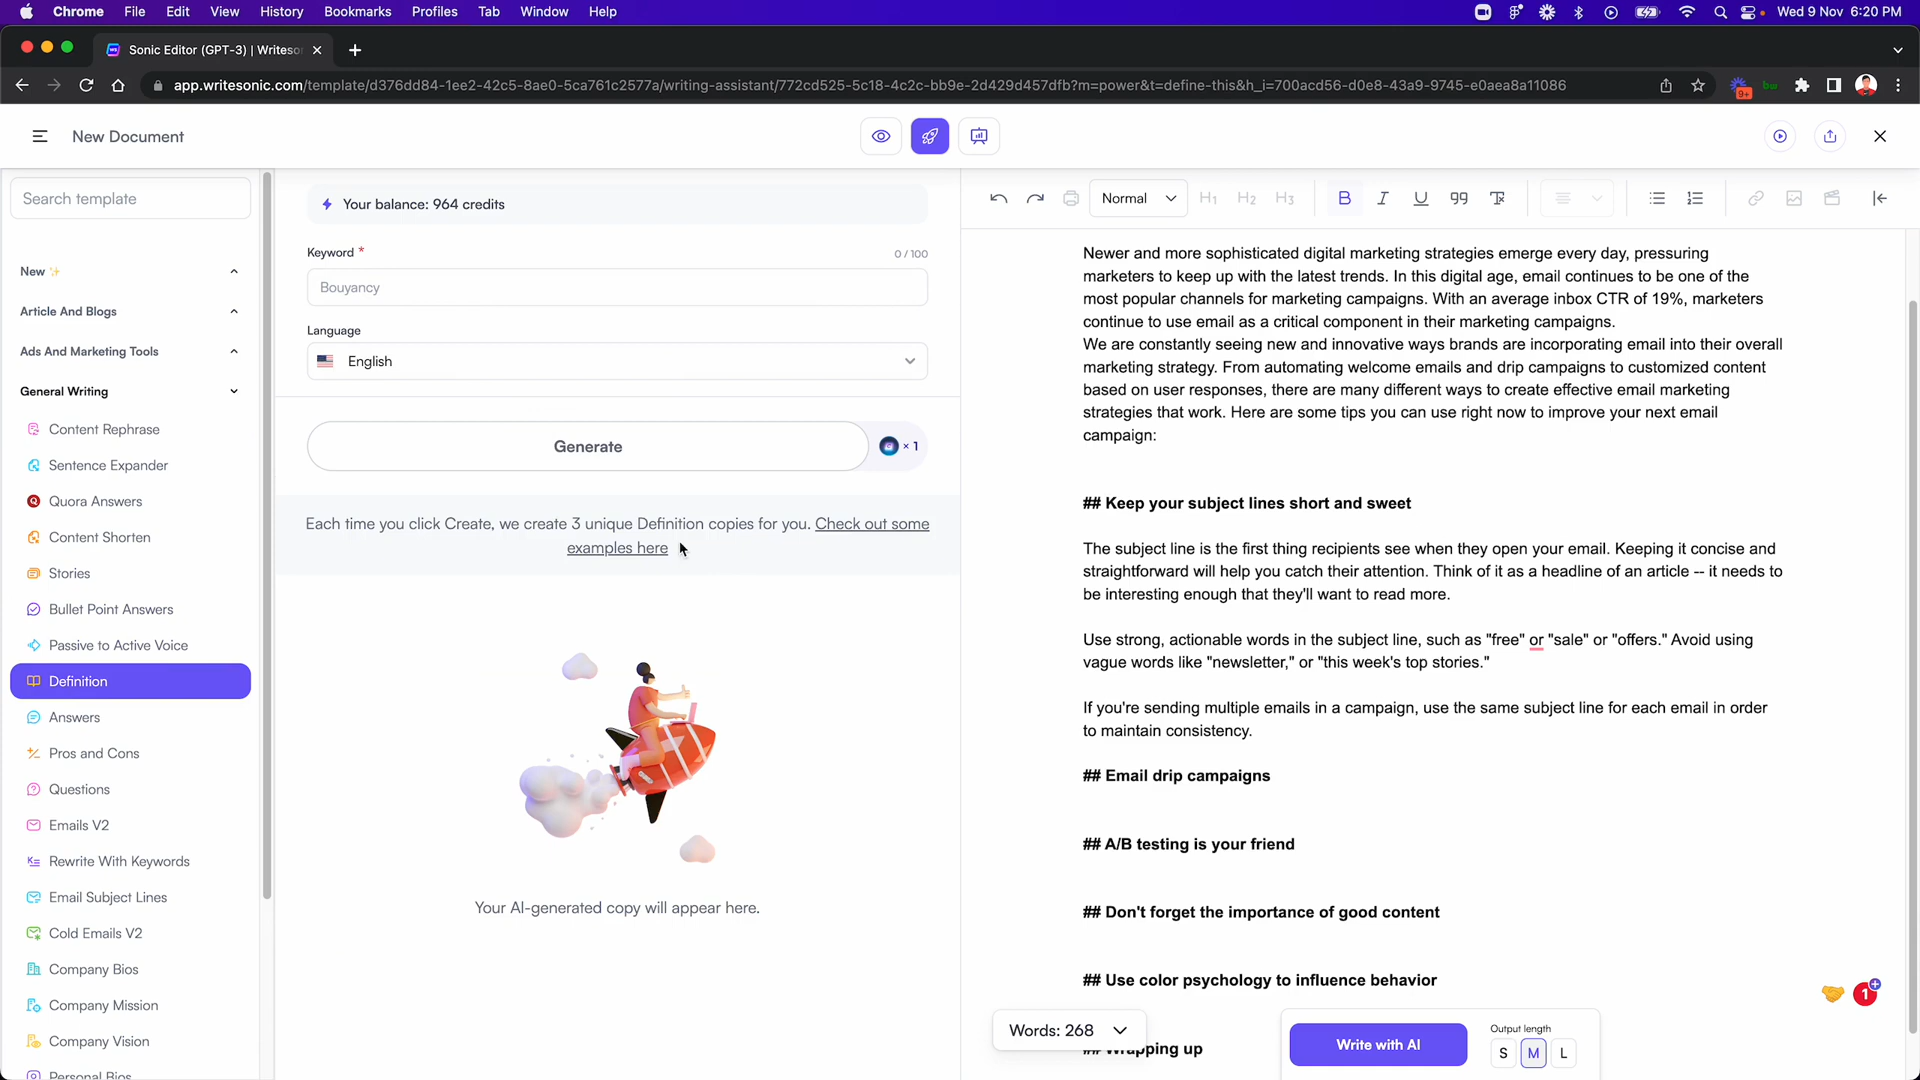 Chrome File Edit View History Bookmarks Profiles Tab Window Help
Wed 9 Nov 6:20 PM
Sonic Editor (GPT-3) | Writeson
app.writesonic.com/template/d376dd84-1ee2-42c5-8ae0-5ca761c2577a/writing-assistant/772cd525-5c18-4c2c-bb9e-2d429d457dfb?m=power&t=define-this&h_i=700acd56-d0e8-43a9-9745-e0aea8a11086
9+
bw
New Document
Search template
New
Article And Blogs
Ads And Marketing Tools
General Writing
Content Rephrase
Sentence Expander
Quora Answers
Content Shorten
Stories
Bullet Point Answers
Passive to Active Voice
Definition
Answers
Pros and Cons
Questions
Emails V2
Rewrite With Keywords
Email Subject Lines
Cold Emails V2
Company Bios
Company Mission
Company Vision
Personal Bios
Your balance: 964 credits
Keyword *
0 / 100
Bouyancy
Language
English
Generate
× 1
Each time you click Create, we create 3 unique Definition copies for you. Check out some
examples here
Your AI-generated copy will appear here.
Normal
H1 H2 H3
B I U
Newer and more sophisticated digital marketing strategies emerge every day, pressuring
marketers to keep up with the latest trends. In this digital age, email continues to be one of the
most popular channels for marketing campaigns. With an average inbox CTR of 19%, marketers
continue to use email as a critical component in their marketing campaigns.
We are constantly seeing new and innovative ways brands are incorporating email into their overall
marketing strategy. From automating welcome emails and drip campaigns to customized content
based on user responses, there are many different ways to create effective email marketing
strategies that work. Here are some tips you can use right now to improve your next email
campaign:
## Keep your subject lines short and sweet
The subject line is the first thing recipients see when they open your email. Keeping it concise and
straightforward will help you catch their attention. Think of it as a headline of an article -- it needs to
be interesting enough that they'll want to read more.
Use strong, actionable words in the subject line, such as "free" or "sale" or "offers." Avoid using
vague words like "newsletter," or "this week's top stories."
If you're sending multiple emails in a campaign, use the same subject line for each email in order
to maintain consistency.
## Email drip campaigns
## A/B testing is your friend
## Don't forget the importance of good content
## Use color psychology to influence behavior
## Wrapping up
Words: 268
Write with AI
Output length
S M L
1